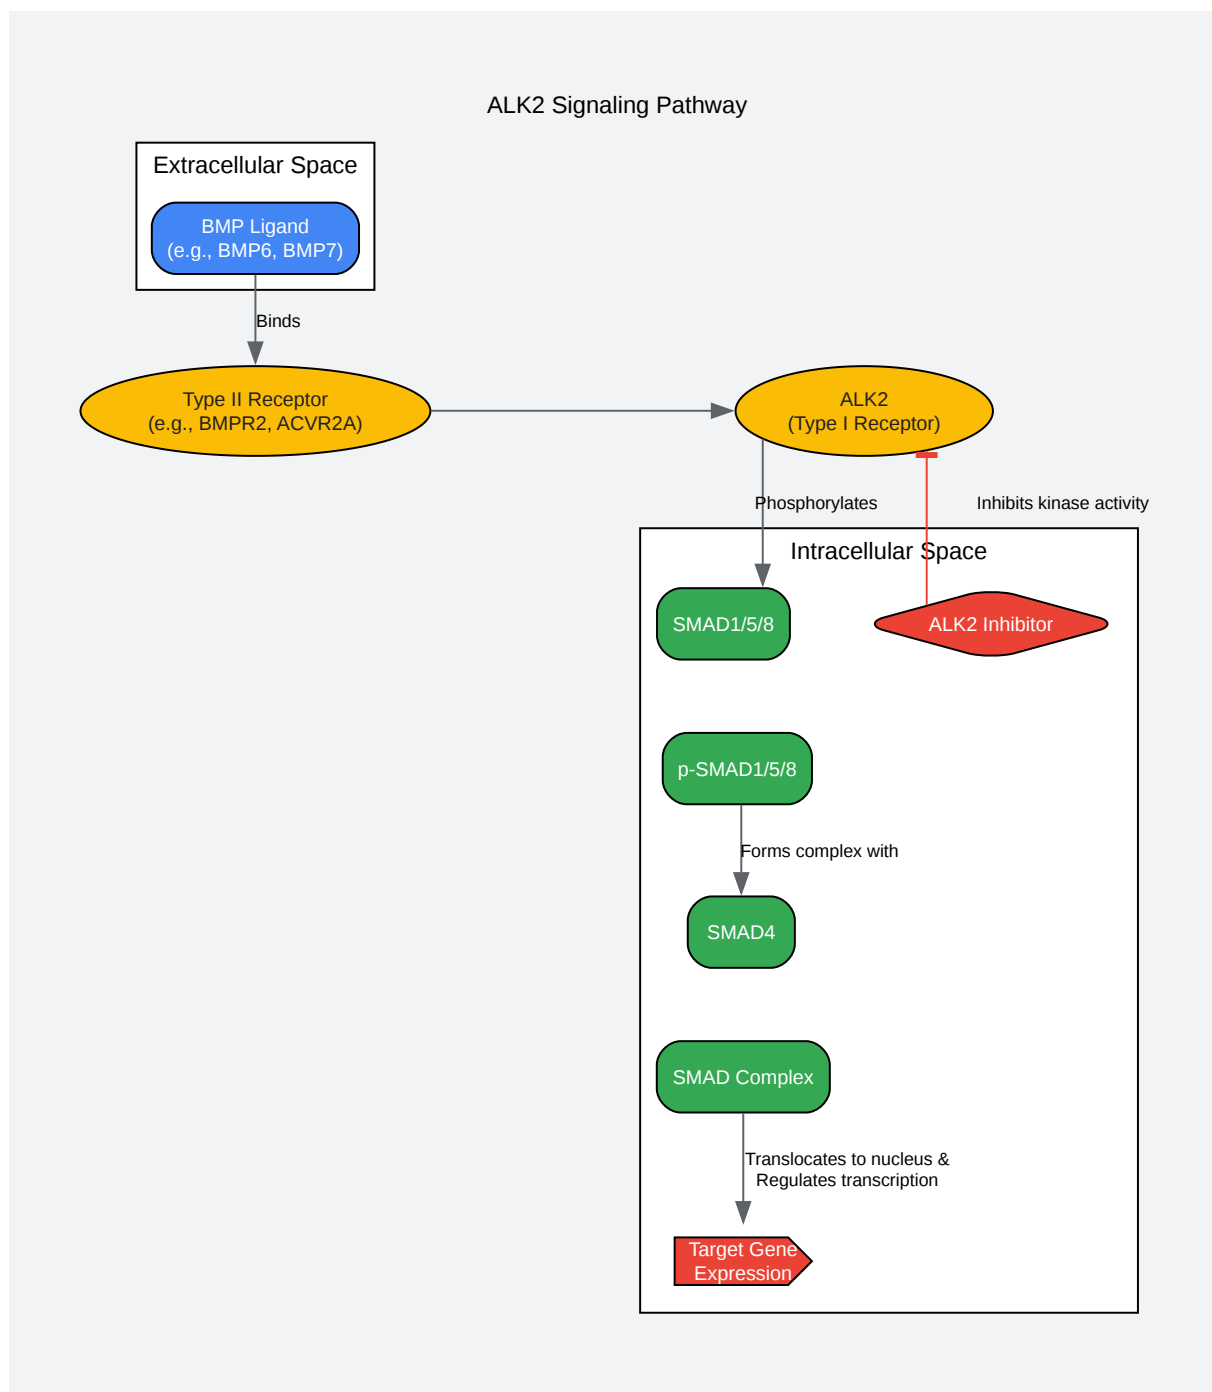 ALK2 Signaling Pathway
Extracellular Space
BMP Ligand
(e.g., BMP6, BMP7)
Binds
Type II Receptor
(e.g., BMPR2, ACVR2A)
ALK2
(Type I Receptor)
Phosphorylates
Inhibits kinase activity
Intracellular Space
SMAD1/5/8
ALK2 Inhibitor
p-SMAD1/5/8
Forms complex with
SMAD4
SMAD Complex
Translocates to nucleus &
Regulates transcription
Target Gene
Expression